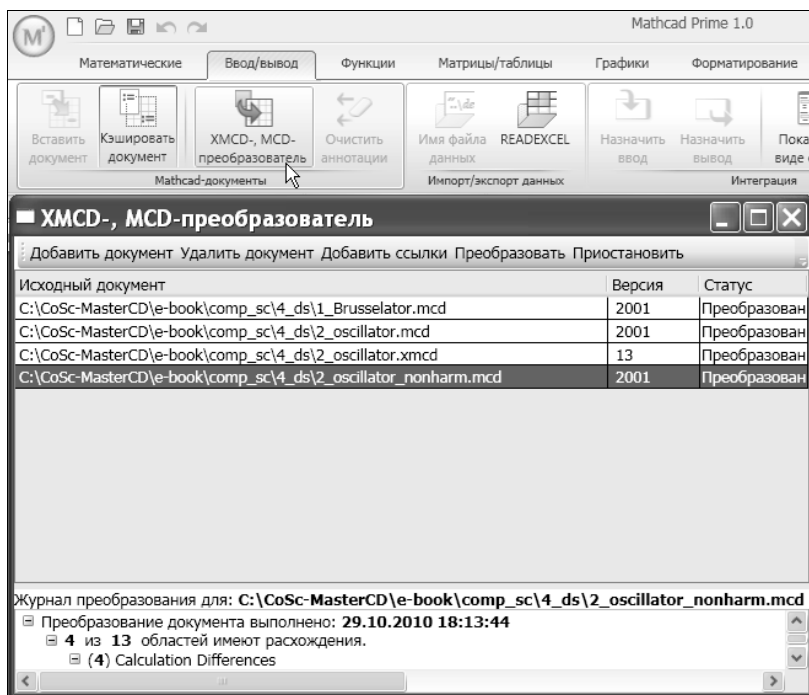 Mathcad Prime 1.0
Математические Ввод/вывод Функции Матрицы/таблицы Графики Форматирование
Вставить документ Кэшировать документ XMCD-, MCD-преобразователь Очистить аннотации Имя файла данных READEXCEL Назначить ввод Назначить вывод
Mathcad-документы Импорт/экспорт данных Интеграция
XMCD-, MCD-преобразователь
Добавить документ Удалить документ Добавить ссылки Преобразовать Приостановить
Исходный документ Версия Статус
C:\CoSc-MasterCD\e-book\comp_sc\4_ds\1_Brusselator.mcd 2001 Преобразован
C:\CoSc-MasterCD\e-book\comp_sc\4_ds\2_oscillator.mcd 2001 Преобразован
C:\CoSc-MasterCD\e-book\comp_sc\4_ds\2_oscillator.xmcd 13 Преобразован
C:\CoSc-MasterCD\e-book\comp_sc\4_ds\2_oscillator_nonharm.mcd 2001 Преобразован
Журнал преобразования для: C:\CoSc-MasterCD\e-book\comp_sc\4_ds\2_oscillator_nonharm.mcd
Преобразование документа выполнено: 29.10.2010 18:13:44
4 из 13 областей имеют расхождения.
(4) Calculation Differences